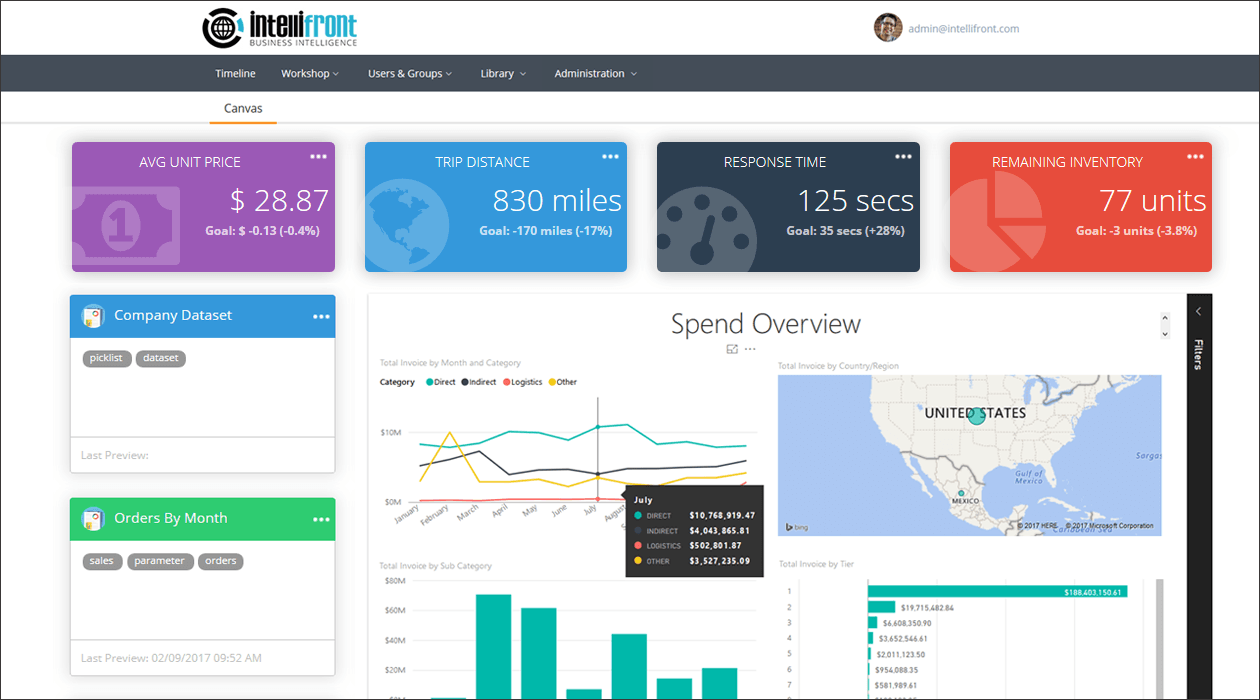 intellifront
BUSINESS INTELLIGENCE
admin@intellifront.com
Timeline
Workshop
Users & Groups
Library
Administration
Canvas
AVG UNIT PRICE
$ 28.87
Goal: $ -0.13 (-0.4%)
1
TRIP DISTANCE
830 miles
Goal: -170 miles (-17%)
RESPONSE TIME
125 secs
Goal: 35 secs (+28%)
REMAINING INVENTORY
77 units
Goal: -3 units (-3.8%)
Company Dataset
picklist
dataset
Last Preview:
Orders By Month
sales
parameter
orders
Last Preview: 02/09/2017 09:52 AM
Spend Overview
Filters
Total Invoice by Month and Category
Category
Direct
Indirect
Logistics
Other
$10M
$0M
January
February
March
April
May
June
July
August
July
DIRECT $10,768,919.47
INDIRECT $4,043,865.81
LOGISTICS $502,801.87
OTHER $3,527,235.09
Total Invoice by Country/Region
UNITED STATES
Gulf of
Mexico
MEXICO
bing
© 2017 HERE © 2017 Microsoft Corporation
Caribbean Sea
Total Invoice by Sub Category
$80M
$60M
$40M
$20M
Total Invoice by Tier
1 $188,403,150.61
2 $19,715,482.84
3 $6,608,350.90
4 $3,652,546.61
5 $2,011,123.50
6 $954,088.35
7 $581,989.61